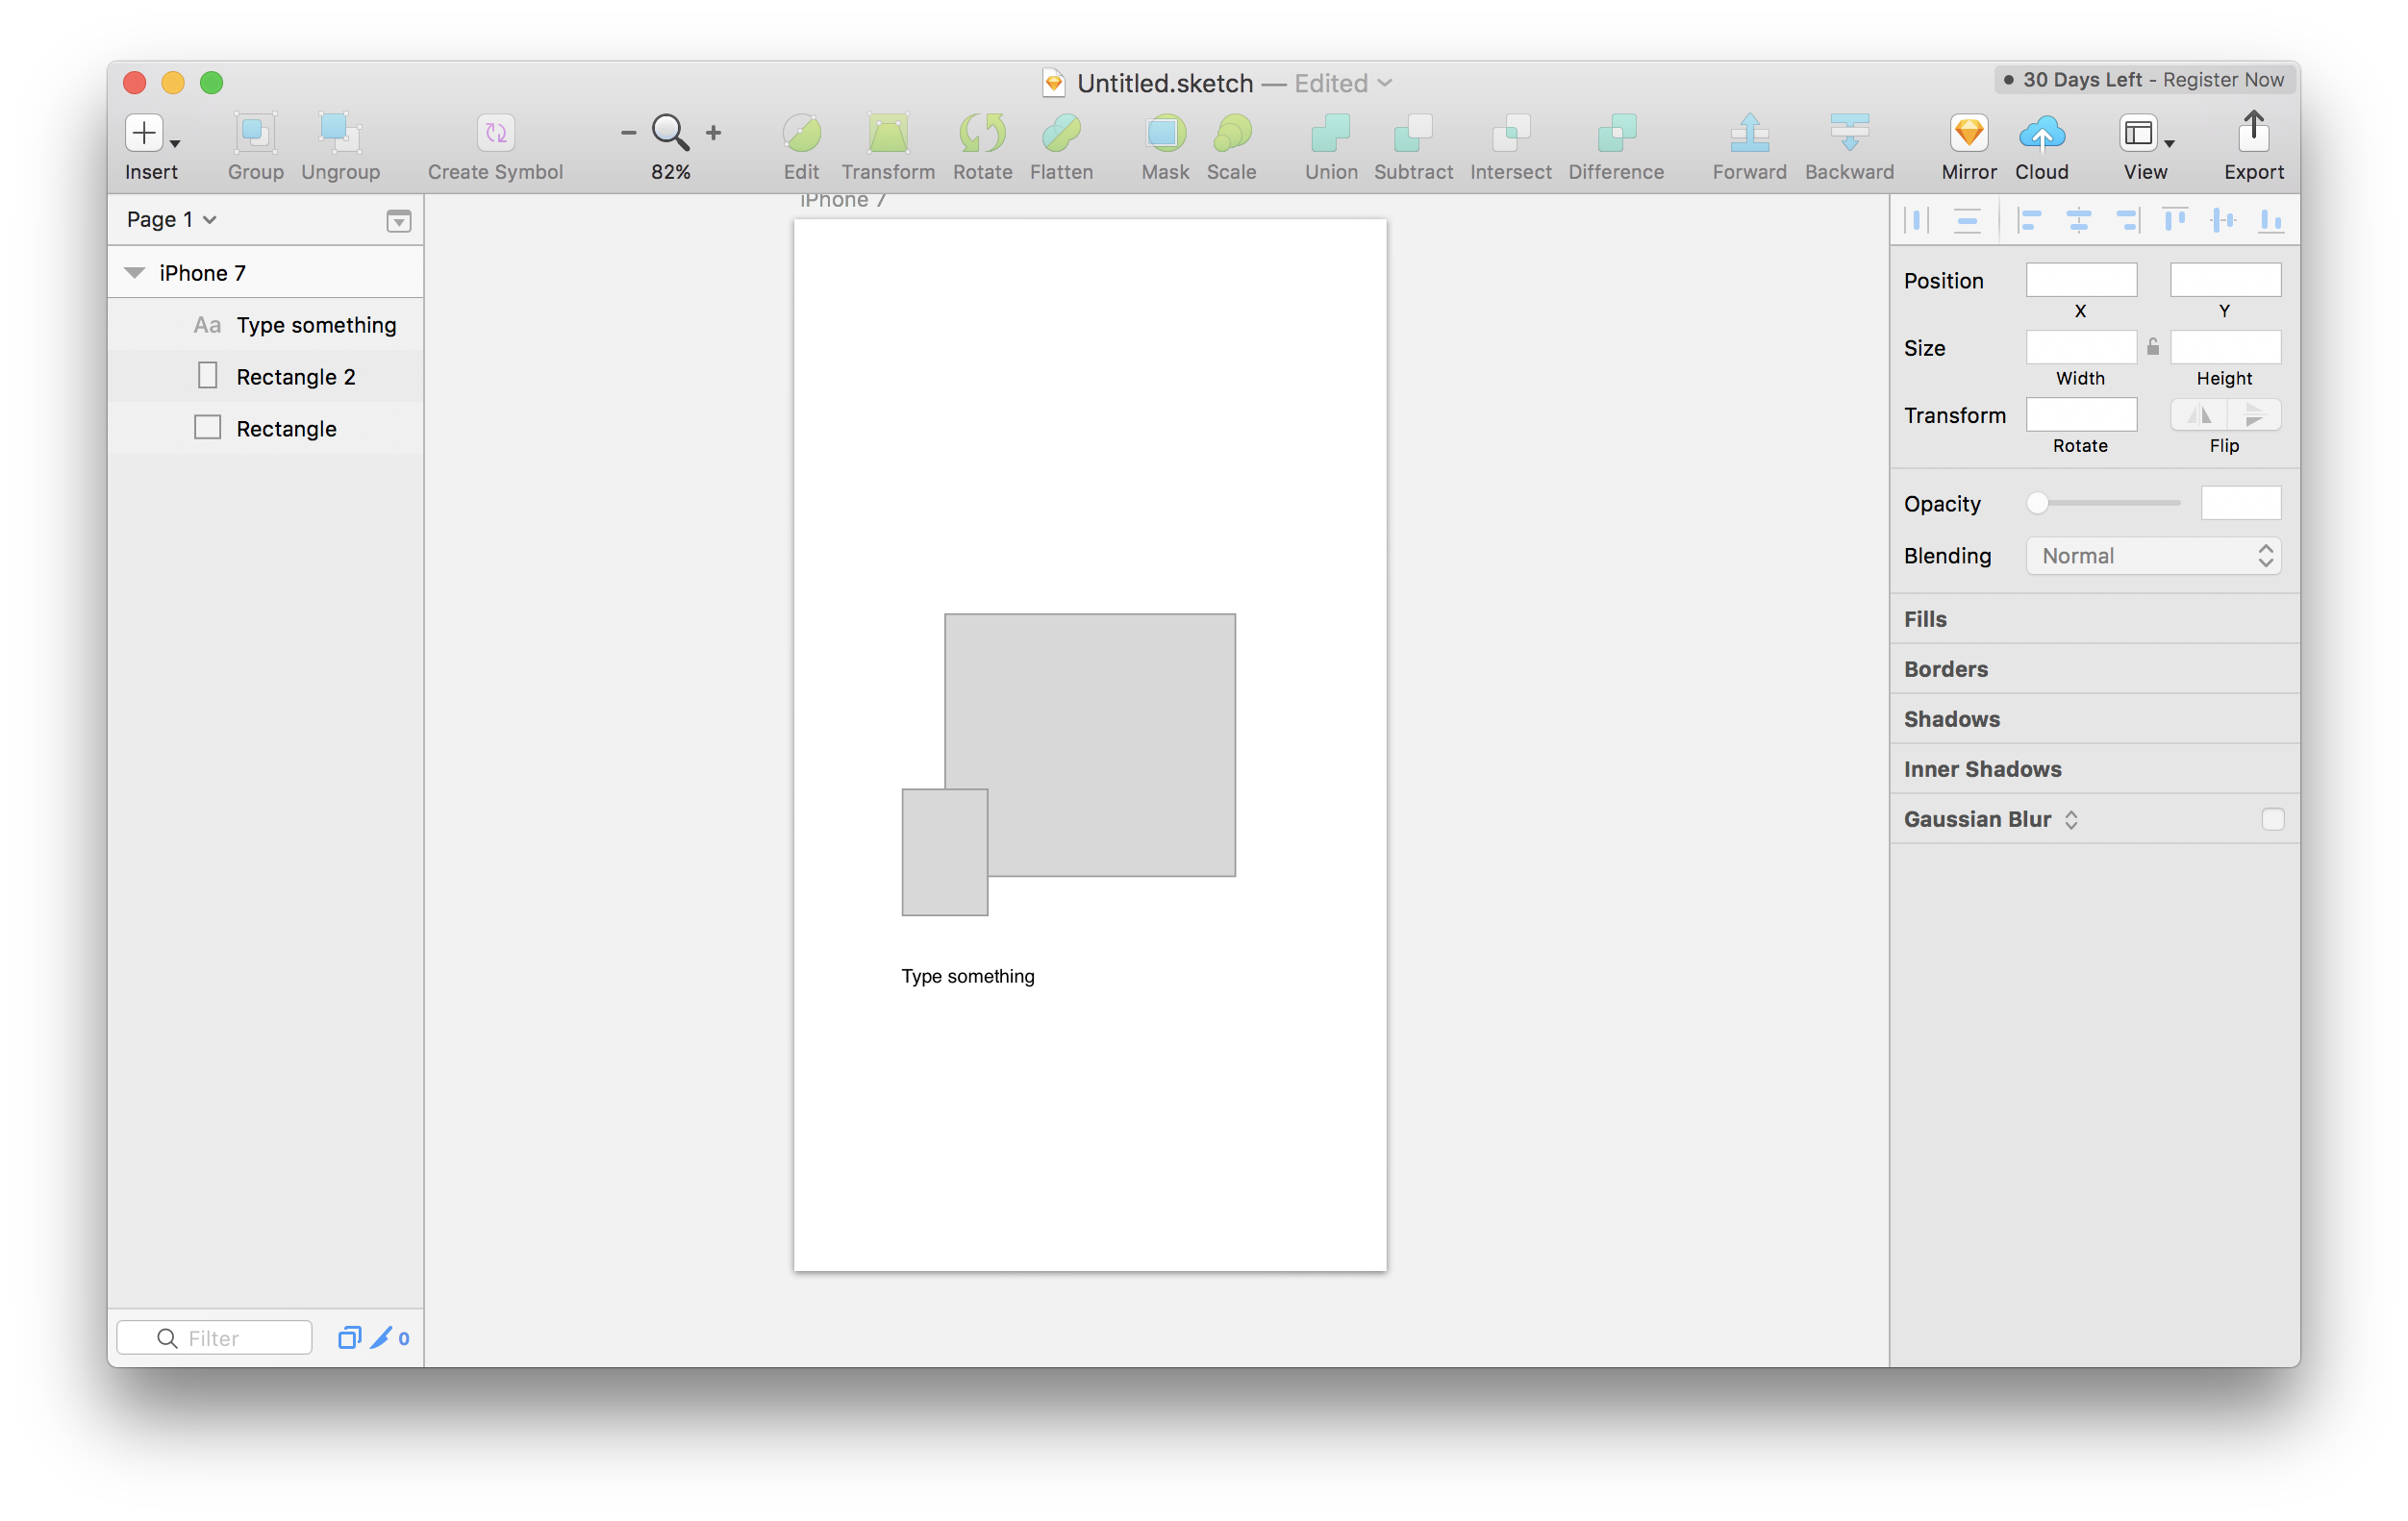 Untitled.sketch — Edited
30 Days Left - Register Now
Insert
Group
Ungroup
Create Symbol
82%
Edit
Transform
Rotate
Flatten
Mask
Scale
Union
Subtract
Intersect
Difference
Forward
Backward
Mirror
Cloud
View
Export
Page 1
iPhone 7
Aa Type something
Rectangle 2
Rectangle
Filter
0
iPhone 7
Type something
Position
X
Y
Size
Width
Height
Transform
Rotate
Flip
Opacity
Blending
Normal
Fills
Borders
Shadows
Inner Shadows
Gaussian Blur